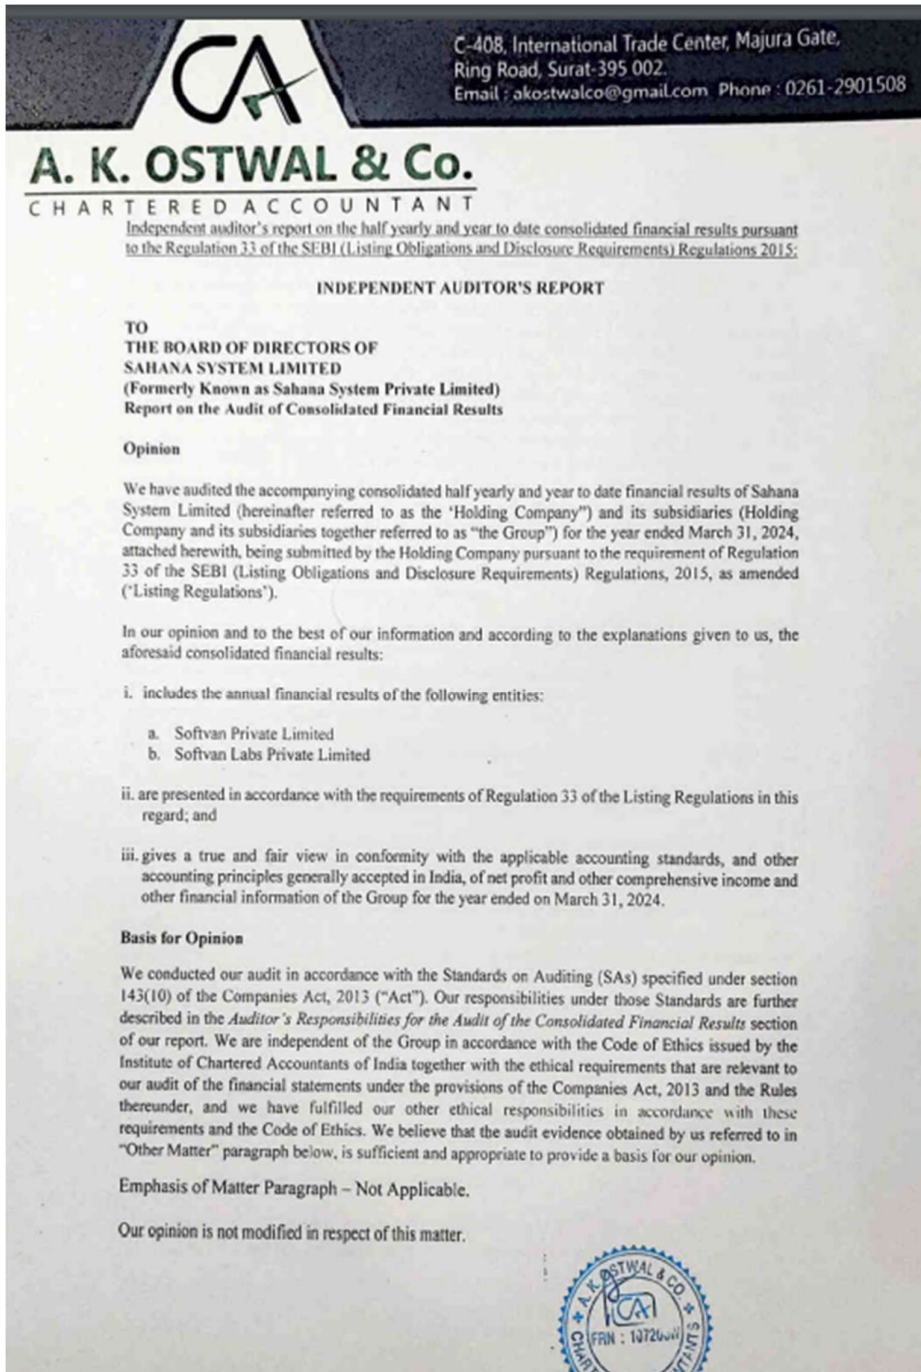 C-408, International Trade Center, Majura Gate,
Ring Road, Surat-395 002.
Email : akostwalco@gmail.com Phone : 0261-2901508
CA
A. K. OSTWAL & Co.
CHARTERED ACCOUNTANT
Independent auditor's report on the half yearly and year to date consolidated financial results pursuant
to the Regulation 33 of the SEBI (Listing Obligations and Disclosure Requirements) Regulations 2015:
INDEPENDENT AUDITOR'S REPORT
TO
THE BOARD OF DIRECTORS OF
SAHANA SYSTEM LIMITED
(Formerly Known as Sahana System Private Limited)
Report on the Audit of Consolidated Financial Results
Opinion
We have audited the accompanying consolidated half yearly and year to date financial results of Sahana
System Limited (hereinafter referred to as the 'Holding Company") and its subsidiaries (Holding
Company and its subsidiaries together referred to as "the Group") for the year ended March 31, 2024,
attached herewith, being submitted by the Holding Company pursuant to the requirement of Regulation
33 of the SEBI (Listing Obligations and Disclosure Requirements) Regulations, 2015, as amended
('Listing Regulations').
In our opinion and to the best of our information and according to the explanations given to us, the
aforesaid consolidated financial results:
i. includes the annual financial results of the following entities:
a. Softvan Private Limited
b. Softvan Labs Private Limited
ii. are presented in accordance with the requirements of Regulation 33 of the Listing Regulations in this
regard; and
iii. gives a true and fair view in conformity with the applicable accounting standards, and other
accounting principles generally accepted in India, of net profit and other comprehensive income and
other financial information of the Group for the year ended on March 31, 2024.
Basis for Opinion
We conducted our audit in accordance with the Standards on Auditing (SAs) specified under section
143(10) of the Companies Act, 2013 ("Act"). Our responsibilities under those Standards are further
described in the Auditor's Responsibilities for the Audit of the Consolidated Financial Results section
of our report. We are independent of the Group in accordance with the Code of Ethics issued by the
Institute of Chartered Accountants of India together with the ethical requirements that are relevant to
our audit of the financial statements under the provisions of the Companies Act, 2013 and the Rules
thereunder, and we have fulfilled our other ethical responsibilities in accordance with these
requirements and the Code of Ethics. We believe that the audit evidence obtained by us referred to in
"Other Matter" paragraph below, is sufficient and appropriate to provide a basis for our opinion.
Emphasis of Matter Paragraph – Not Applicable.
Our opinion is not modified in respect of this matter.
A. K. OSTWAL & CO.
CA
FRN :